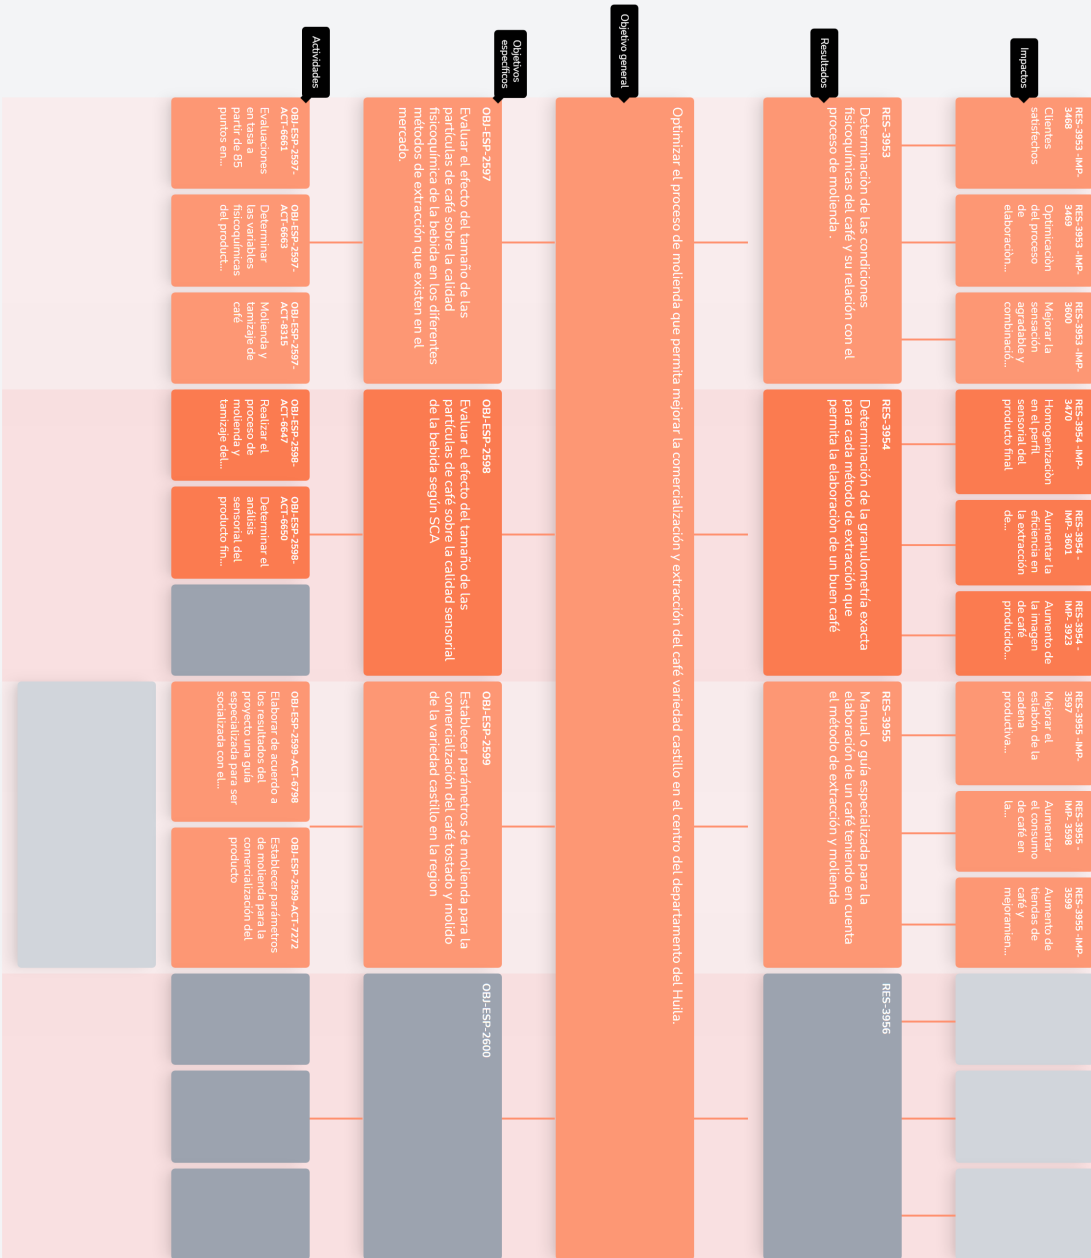 Impactos
RES-3953 -IMP-
3468
Clientes
satisfechos
RES-3953 -IMP-
3469
Optimicaciòn
del proceso
de
elaboraciòn...
RES-3953 -IMP-
3600
Mejorar la
sensación
agradable y
combinació...
RES-3954 -IMP-
3470
Homogenizaciòn
en el perfil
sensorial del
producto final
RES-3954 -
IMP- 3601
Aumentar la
eficiencia en
la extracción
de...
RES-3954 -
IMP- 3923
Aumento de
la imagen
de café
producido...
RES-3955 -IMP-
3597
Mejorar el
eslabón de la
cadena
productiva...
RES-3955 -
IMP- 3598
Aumentar
el consumo
de café en
la...
RES-3955 -IMP-
3599
Aumento de
tiendas de
café y
mejoramien...
Resultados
RES-3953
Determinaciòn de las condiciones
fisicoquímicas del café y su relación con el
proceso de molienda .
RES-3954
Determinación de la granulometría exacta
para cada método de extracción que
permita la elaboraciòn de un buen café
RES-3955
Manual o guía especializada para la
elaboración de un café teniendo en cuenta
el método de extracción y molienda
RES-3956
Objetivo general
Optimizar el proceso de molienda que permita mejorar la comercialización y extracción del café variedad castillo en el centro del departamento del Huila.
Objetivos
específicos
OBJ-ESP-2597
Evaluar el efecto del tamaño de las
partículas de café sobre la calidad
fisicoquímica de la bebida en los diferentes
métodos de extracción que existen en el
mercado.
OBJ-ESP-2598
Evaluar el efecto del tamaño de las
partículas de café sobre la calidad sensorial
de la bebida según SCA
OBJ-ESP-2599
Establecer parámetros de molienda para la
comercialización del café tostado y molido
de la variedad castillo en la region
OBJ-ESP-2600
Actividades
OBJ-ESP-2597-
ACT-6661
Evaluaciones
en tasa a
partir de 85
puntos en...
OBJ-ESP-2597-
ACT-6663
Determinar
las variables
fisicoquímicas
del product...
OBJ-ESP-2597-
ACT-8315
Molienda y
tamizaje de
café
OBJ-ESP-2598-
ACT-6647
Realizar el
proceso de
molienda y
tamizaje del...
OBJ-ESP-2598-
ACT-6650
Determinar el
análisis
sensorial del
producto fin...
OBJ-ESP-2599-ACT-6798
Elaborar de acuerdo a
los resultados del
proyecto una guía
especializada para ser
socializada con el...
OBJ-ESP-2599-ACT-7272
Establecer parámetros
de molienda para la
comercialización del
producto